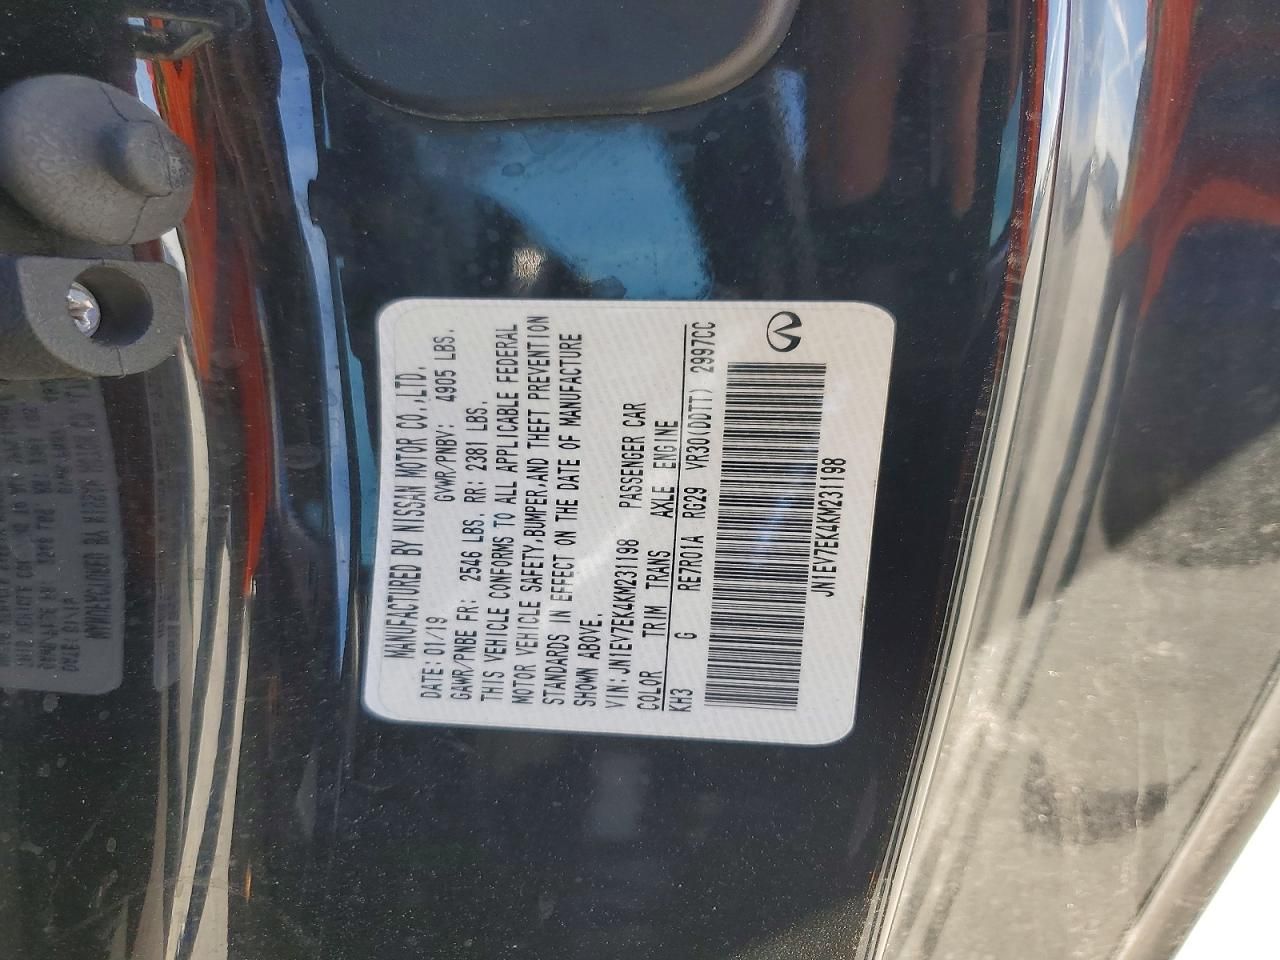 MANUFACTURED BY NISSAN MOTOR CO.,LTD.
DATE: 01/19 GVWR/PNBV: 4905 LBS.
GAWR/PNBE FR: 2546 LBS. RR: 2381 LBS.
THIS VEHICLE CONFORMS TO ALL APPLICABLE FEDERAL
MOTOR VEHICLE SAFETY,BUMPER,AND THEFT PREVENTION
STANDARDS IN EFFECT ON THE DATE OF MANUFACTURE
SHOWN ABOVE.
VIN:JN1EV7EK4KM231198 PASSENGER CAR
COLOR TRIM TRANS AXLE ENGINE
KH3 G RE7R01A RG29 VR30(DDTT) 2997CC
JN1EV7EK4KM231198